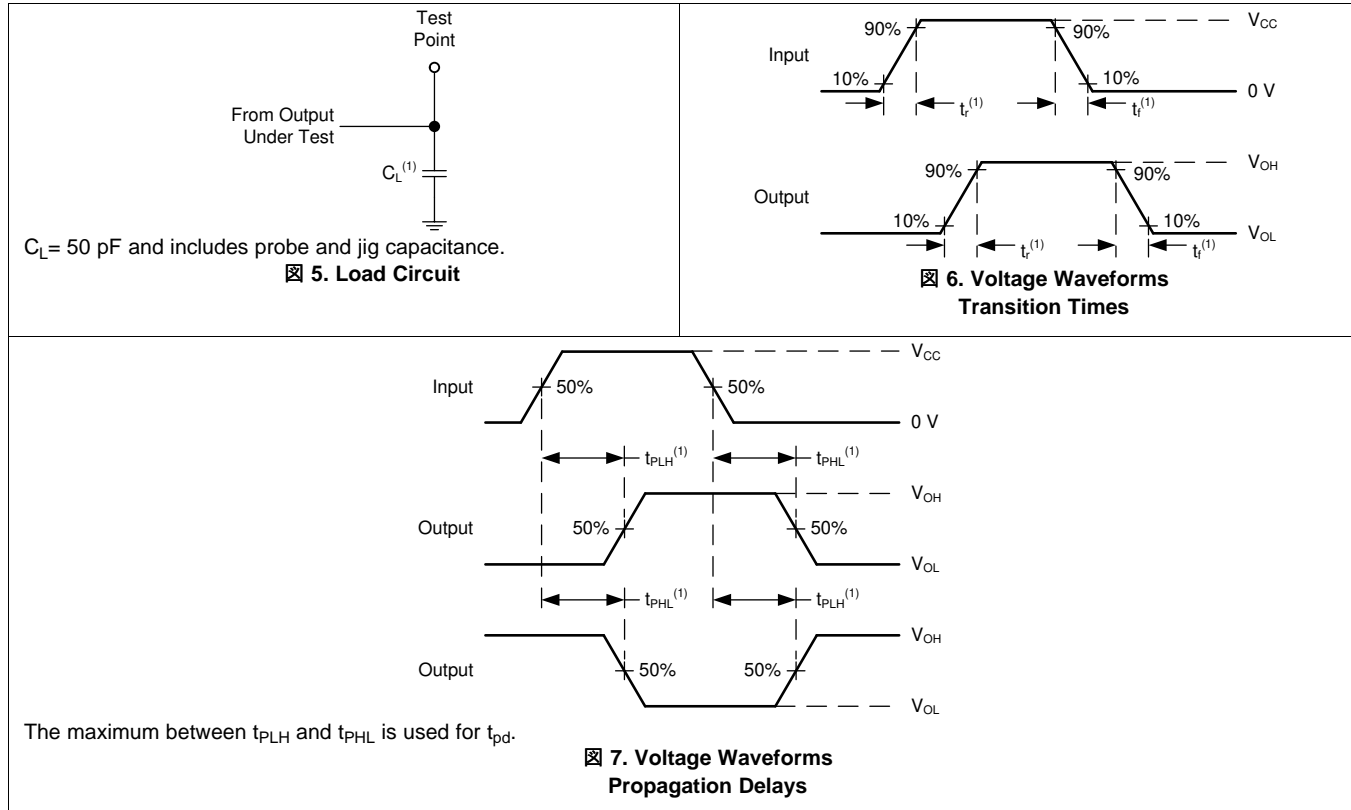 Test
Point
From Output
Under Test
C_L^(1)
C_L= 50 pF and includes probe and jig capacitance.
図 5. Load Circuit
V_CC
90%
90%
Input
10%
10%
0 V
t_r^(1)
t_f^(1)
V_OH
90%
90%
Output
10%
10%
V_OL
t_r^(1)
t_f^(1)
図 6. Voltage Waveforms
Transition Times
V_CC
Input
50%
50%
0 V
t_PLH^(1)
t_PHL^(1)
V_OH
Output
50%
50%
V_OL
t_PHL^(1)
t_PLH^(1)
V_OH
Output
50%
50%
V_OL
The maximum between t_PLH and t_PHL is used for t_pd.
図 7. Voltage Waveforms
Propagation Delays